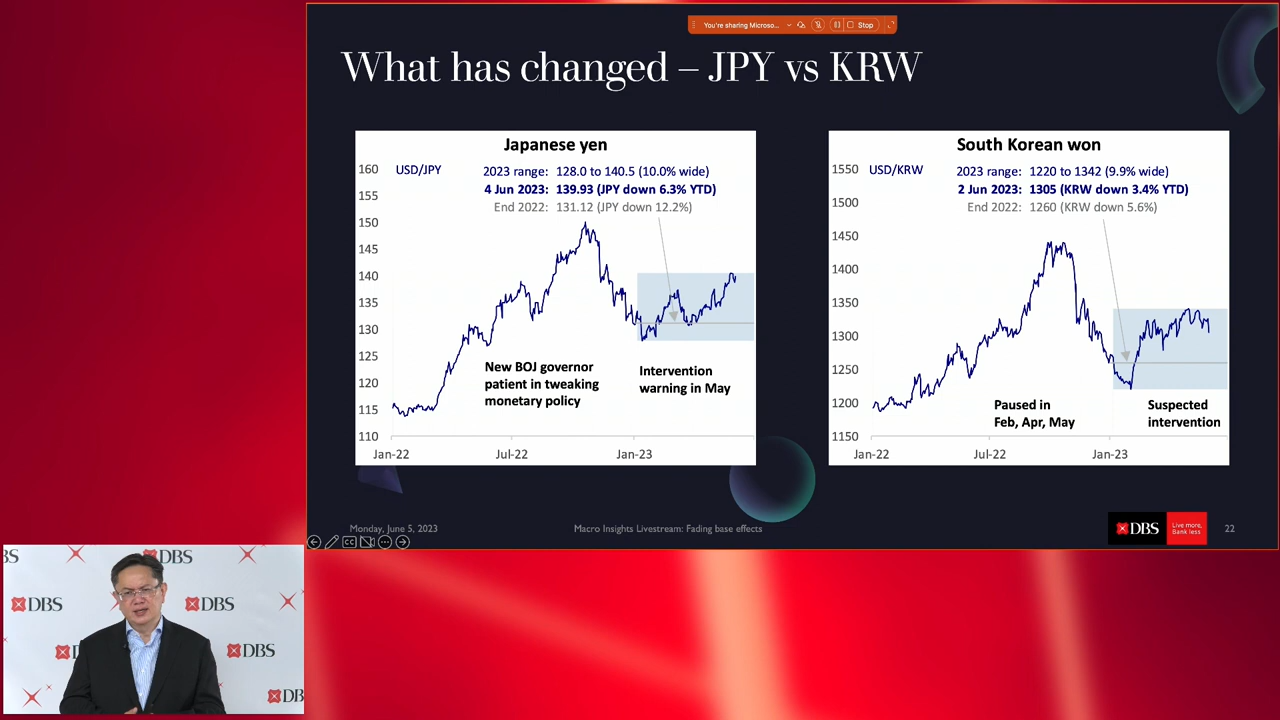 You're sharing Microso...
Stop
What has changed – JPY vs KRW
Japanese yen
USD/JPY
2023 range: 128.0 to 140.5 (10.0% wide)
4 Jun 2023: 139.93 (JPY down 6.3% YTD)
End 2022: 131.12 (JPY down 12.2%)
160
155
150
145
140
135
130
125
120
115
110
New BOJ governor
patient in tweaking
monetary policy
Intervention
warning in May
Jan-22
Jul-22
Jan-23
South Korean won
USD/KRW
2023 range: 1220 to 1342 (9.9% wide)
2 Jun 2023: 1305 (KRW down 3.4% YTD)
End 2022: 1260 (KRW down 5.6%)
1550
1500
1450
1400
1350
1300
1250
1200
1150
Paused in
Feb, Apr, May
Suspected
intervention
Jan-22
Jul-22
Jan-23
Monday, June 5, 2023
Macro Insights Livestream: Fading base effects
DBS
Live more,
Bank less
22
CC
BS
DBS
DBS
DBS
D
DBS
DB